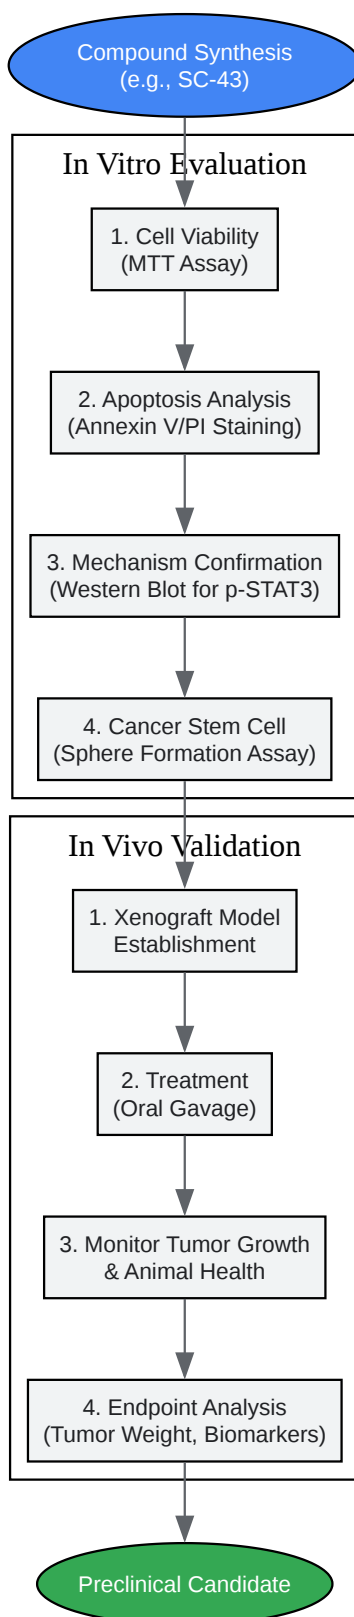 Compound Synthesis
(e.g., SC-43)
In Vitro Evaluation
1. Cell Viability
(MTT Assay)
2. Apoptosis Analysis
(Annexin V/PI Staining)
3. Mechanism Confirmation
(Western Blot for p-STAT3)
4. Cancer Stem Cell
(Sphere Formation Assay)
In Vivo Validation
1. Xenograft Model
Establishment
2. Treatment
(Oral Gavage)
3. Monitor Tumor Growth
& Animal Health
4. Endpoint Analysis
(Tumor Weight, Biomarkers)
Preclinical Candidate